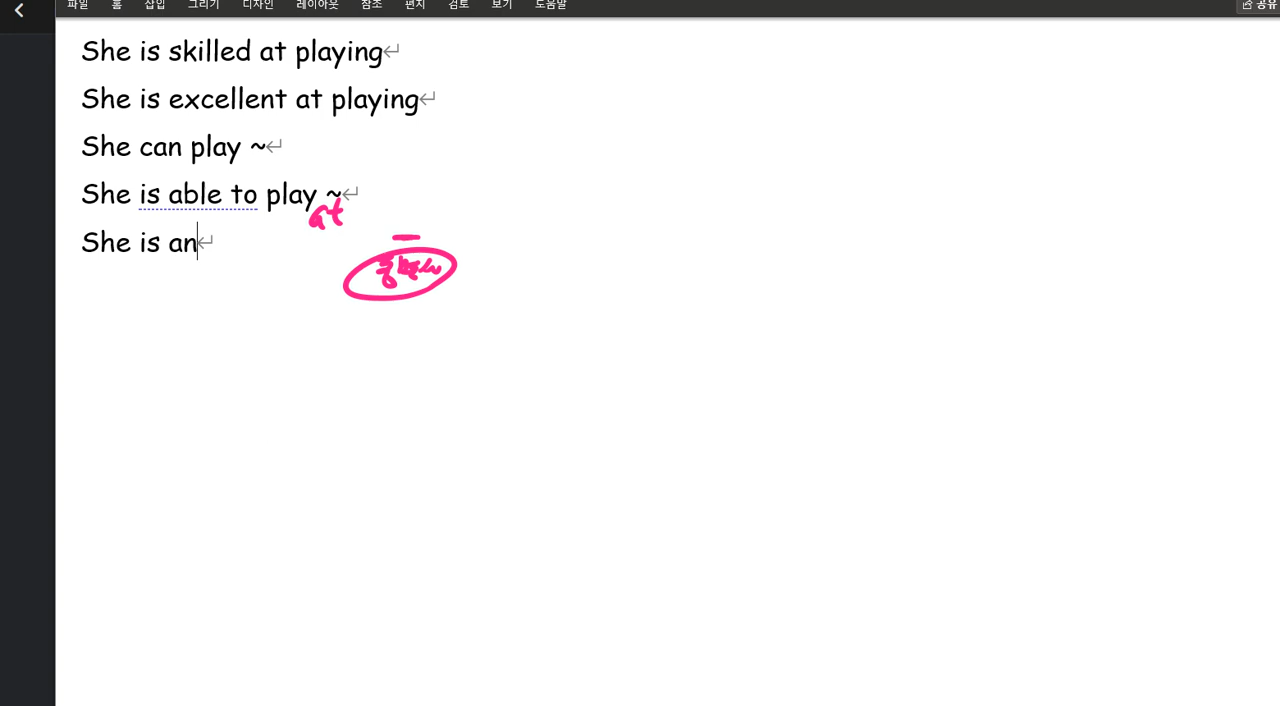 파일 홈 삽입 그리기 디자인 레이아웃 참조 편지 검토 보기 도움말 공유
She is skilled at playing
She is excellent at playing
She can play ~
She is able to play ~
at
She is an